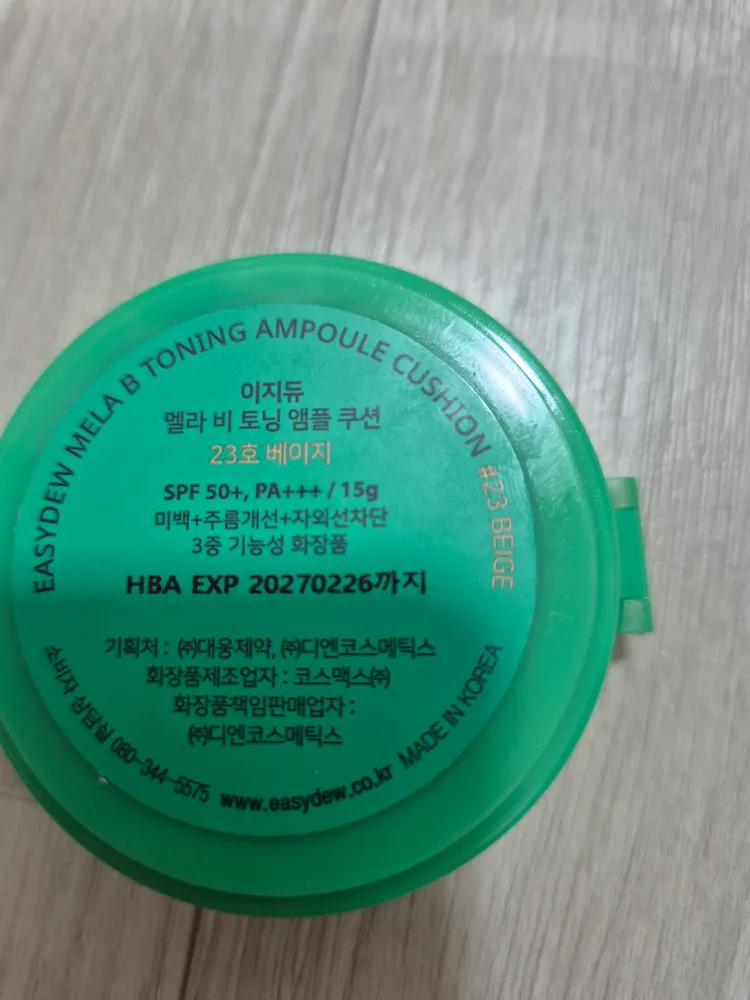 EASYDEW MELA B TONING AMPOULE CUSHION #23 BEIGE
이지듀
멜라 비 토닝 앰플 쿠션
23호 베이지
SPF 50+, PA+++ / 15g
미백+주름개선+자외선차단
3중 기능성 화장품
HBA EXP 20270226까지
기획처 : ㈜대웅제약, ㈜디엔코스메틱스
화장품제조업자 : 코스맥스㈜
화장품책임판매업자 :
㈜디엔코스메틱스
소비자 상담실 080-344-5575 www.easydew.co.kr MADE IN KOREA